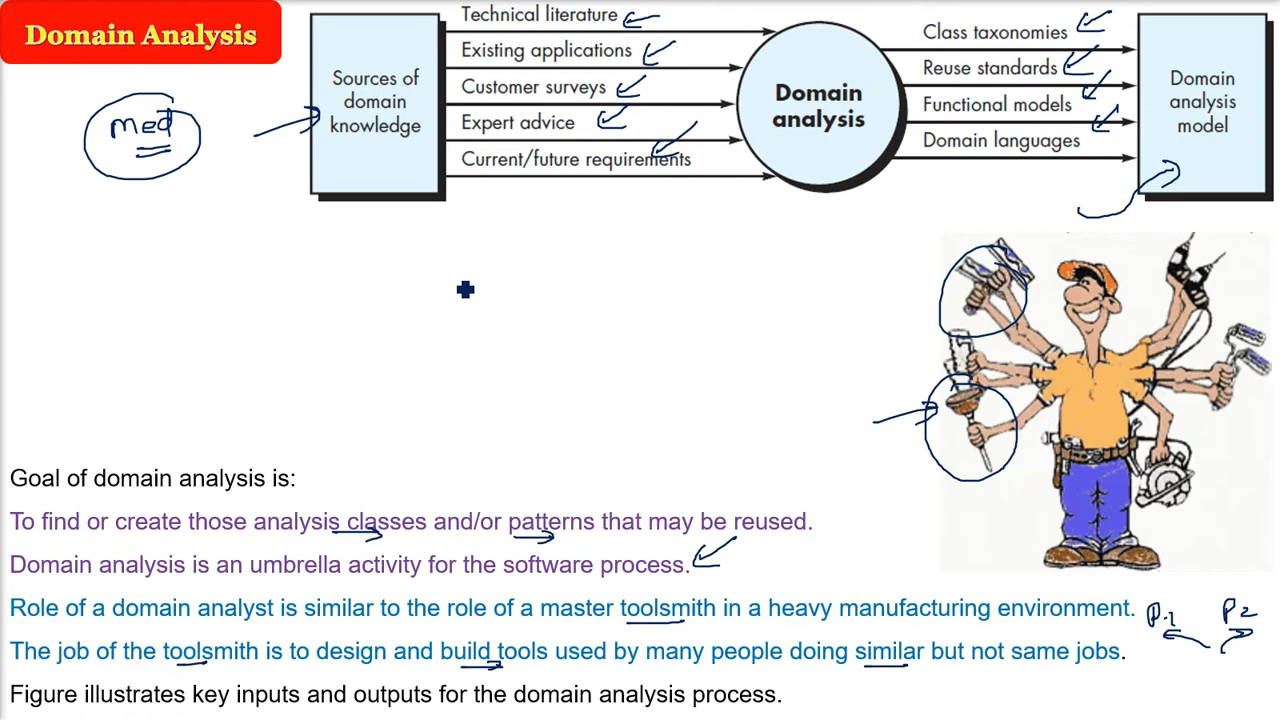 Domain Analysis
med
Sources of
domain
knowledge
Technical literature
Existing applications
Customer surveys
Expert advice
Current/future requirements
Domain
analysis
Class taxonomies
Reuse standards
Functional models
Domain languages
Domain
analysis
model
Goal of domain analysis is:
To find or create those analysis classes and/or patterns that may be reused.
Domain analysis is an umbrella activity for the software process.
Role of a domain analyst is similar to the role of a master toolsmith in a heavy manufacturing environment.
P1 P2
The job of the toolsmith is to design and build tools used by many people doing similar but not same jobs.
Figure illustrates key inputs and outputs for the domain analysis process.